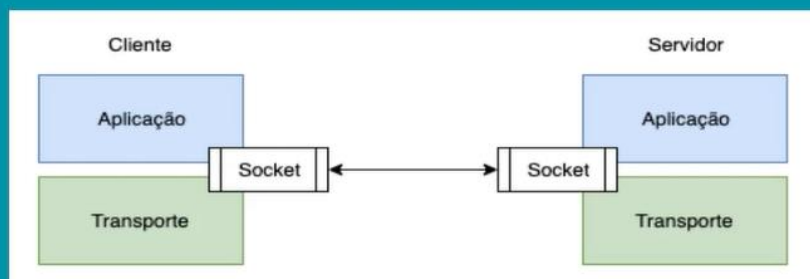 Cliente
Servidor
Aplicação
Aplicação
Socket
Socket
Transporte
Transporte